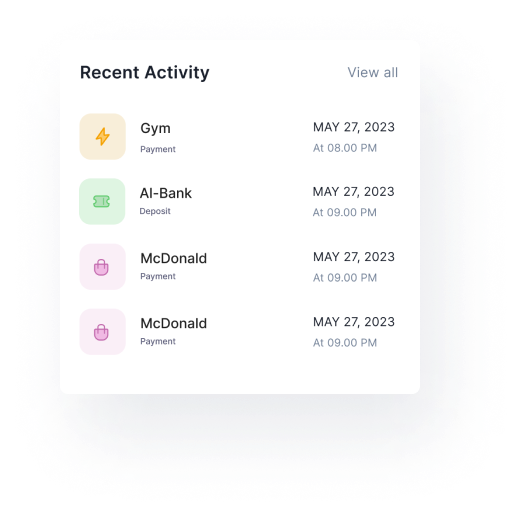 Recent Activity View all
Gym MAY 27, 2023
Payment At 08.00 PM
Al-Bank MAY 27, 2023
Deposit At 09.00 PM
McDonald MAY 27, 2023
Payment At 09.00 PM
McDonald MAY 27, 2023
Payment At 09.00 PM